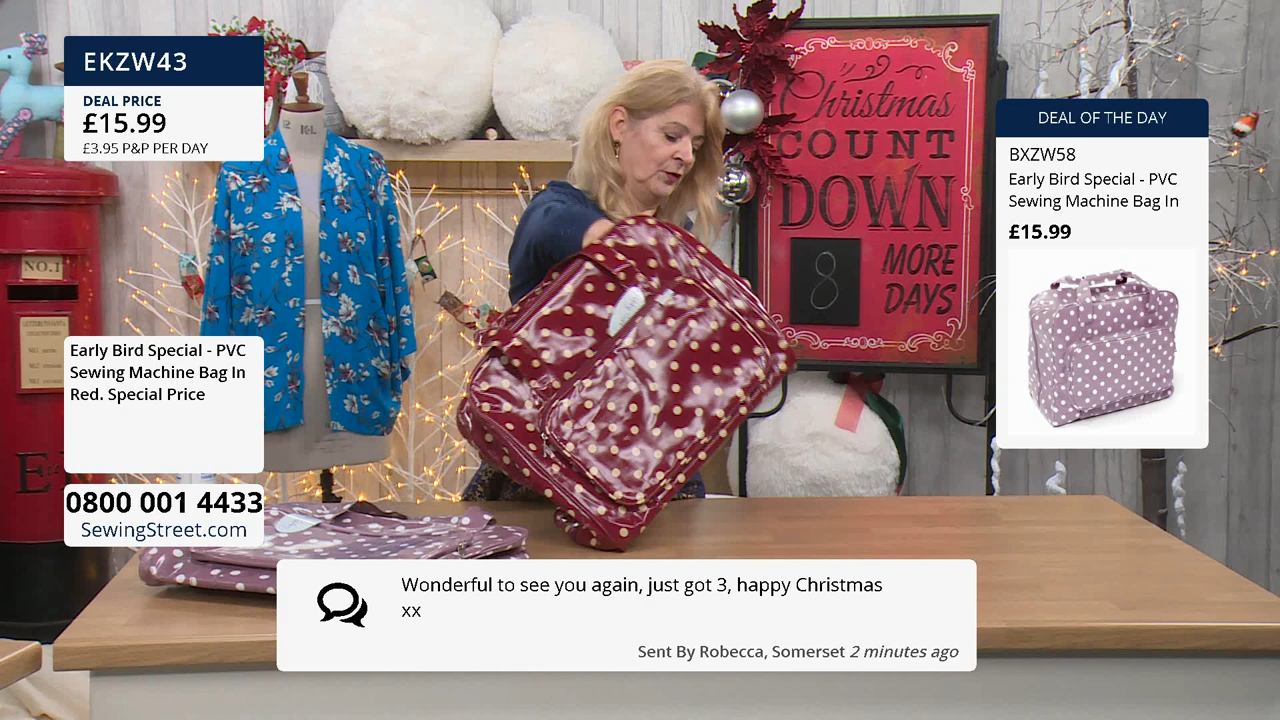 EKZW43
DEAL PRICE
£15.99
£3.95 P&P PER DAY
Early Bird Special - PVC
Sewing Machine Bag In
Red. Special Price
0800 001 4433
SewingStreet.com
NO.1
Christmas
COUNT
DOWN
8
MORE
DAYS
DEAL OF THE DAY
BXZW58
Early Bird Special - PVC
Sewing Machine Bag In
£15.99
Wonderful to see you again, just got 3, happy Christmas
xx
Sent By Robecca, Somerset 2 minutes ago